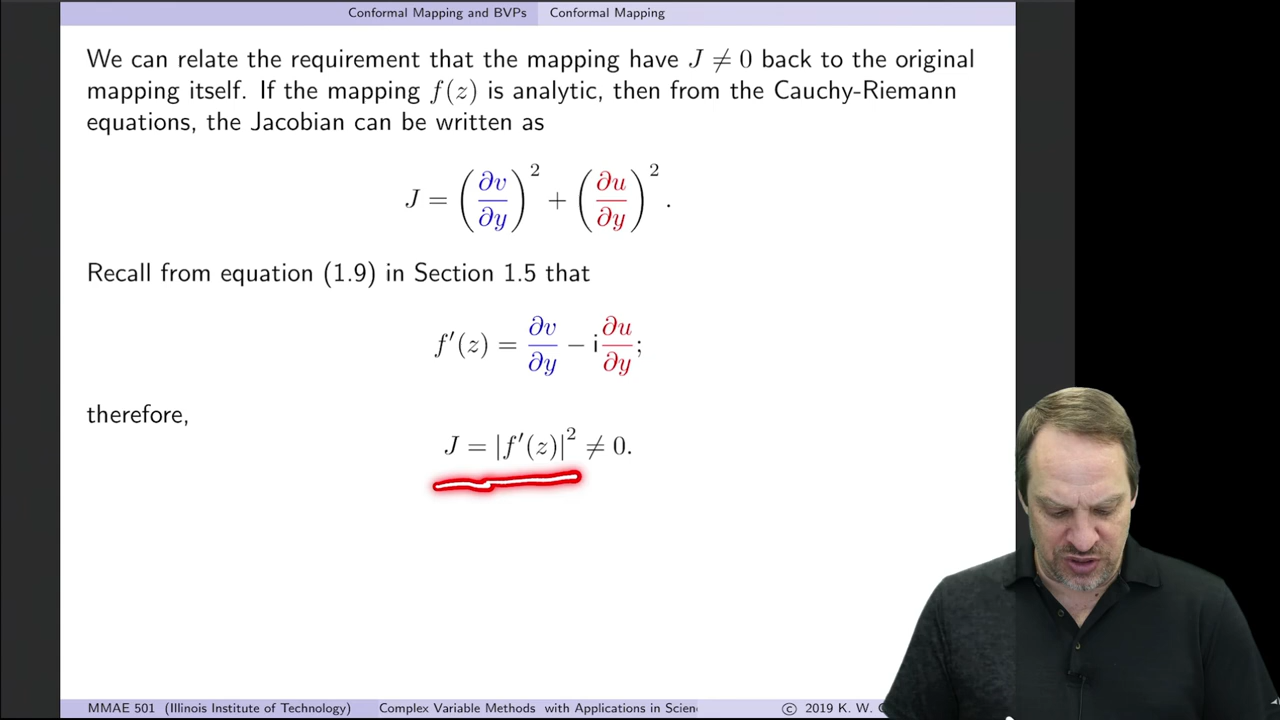 Conformal Mapping and BVPs Conformal Mapping
We can relate the requirement that the mapping have J ≠ 0 back to the original
mapping itself. If the mapping f(z) is analytic, then from the Cauchy-Riemann
equations, the Jacobian can be written as
J = (∂v/∂y)² + (∂u/∂y)².
Recall from equation (1.9) in Section 1.5 that
f′(z) = ∂v/∂y − i ∂u/∂y;
therefore,
J = |f′(z)|² ≠ 0.
MMAE 501 (Illinois Institute of Technology) Complex Variable Methods with Applications in © 2019 K. W.